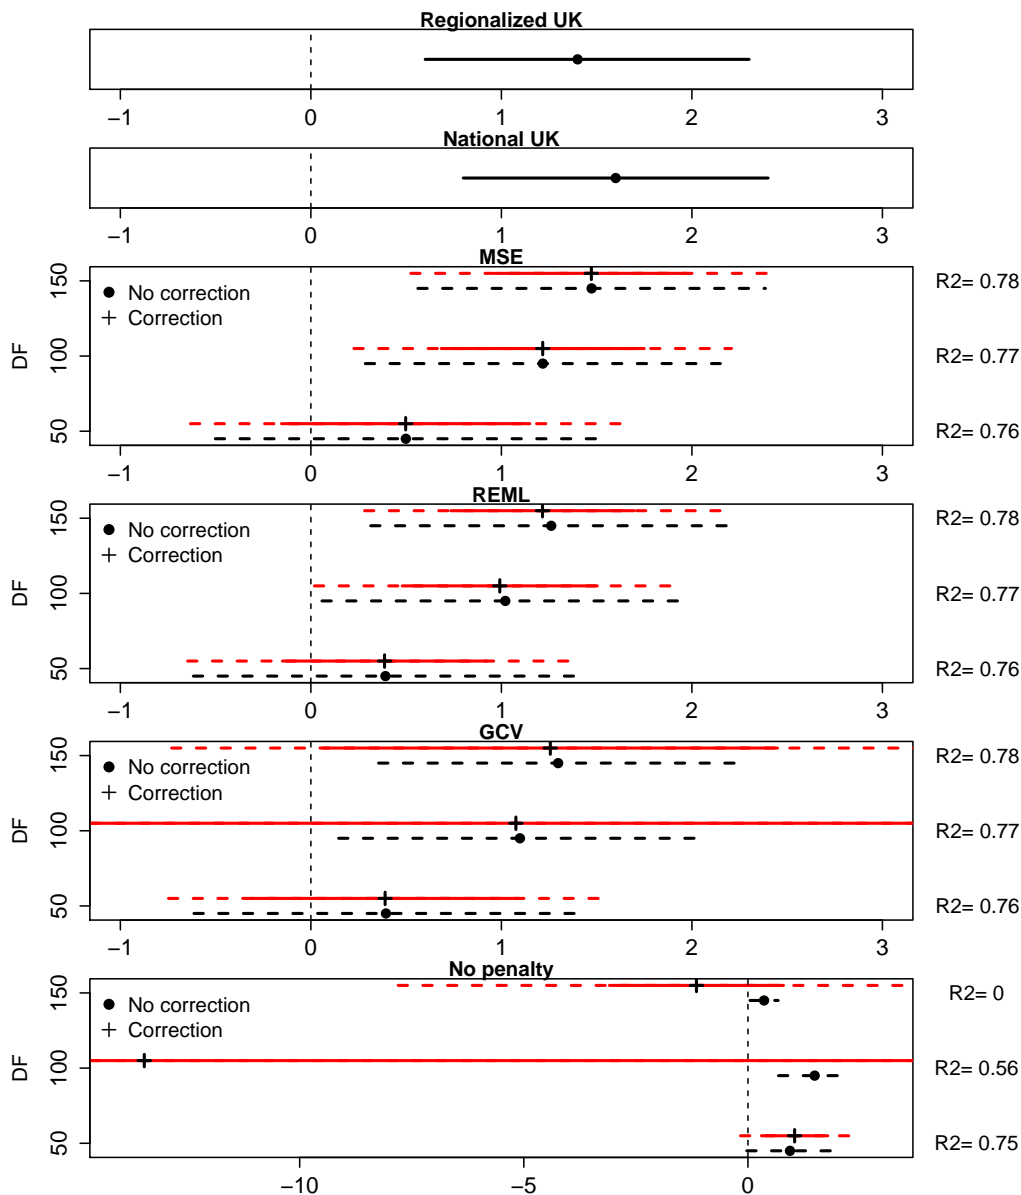 Regionalized UK
−1 0 1 2 3
National UK
−1 0 1 2 3
MSE
DF
150 R2= 0.78
No correction
Correction
100 R2= 0.77
50 R2= 0.76
−1 0 1 2 3
REML
DF
150 R2= 0.78
No correction
Correction
100 R2= 0.77
50 R2= 0.76
−1 0 1 2 3
GCV
DF
150 R2= 0.78
No correction
Correction
100 R2= 0.77
50 R2= 0.76
−1 0 1 2 3
No penalty
DF
150 R2= 0
No correction
Correction
100 R2= 0.56
50 R2= 0.75
−10 −5 0